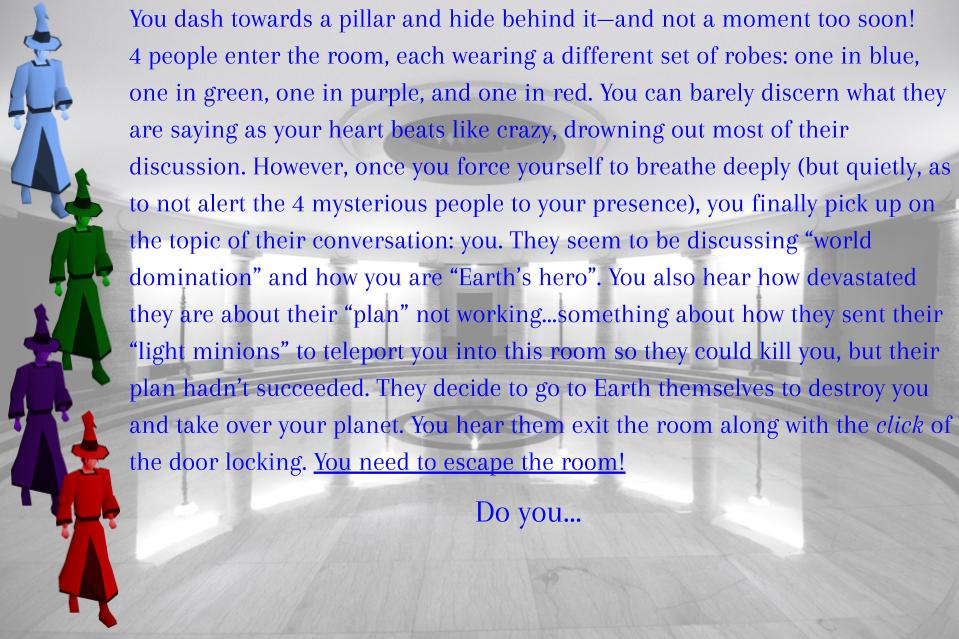 You dash towards a pillar and hide behind it—and not a moment too soon!
4 people enter the room, each wearing a different set of robes: one in blue,
one in green, one in purple, and one in red. You can barely discern what they
are saying as your heart beats like crazy, drowning out most of their
discussion. However, once you force yourself to breathe deeply (but quietly, as
to not alert the 4 mysterious people to your presence), you finally pick up on
the topic of their conversation: you. They seem to be discussing “world
domination” and how you are “Earth’s hero”. You also hear how devastated
they are about their “plan” not working...something about how they sent their
“light minions” to teleport you into this room so they could kill you, but their
plan hadn’t succeeded. They decide to go to Earth themselves to destroy you
and take over your planet. You hear them exit the room along with the click of
the door locking. You need to escape the room!
Do you...